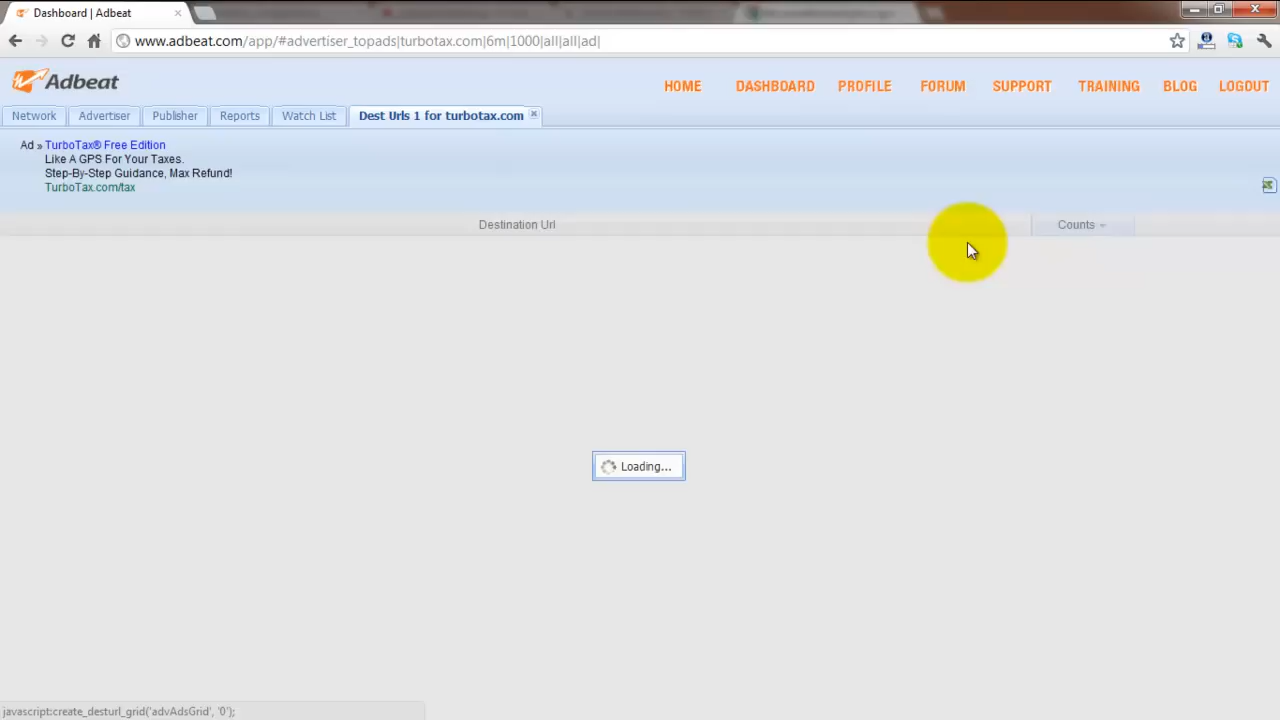 Dashboard | Adbeat
www.adbeat.com/app/#advertiser_topads|turbotax.com|6m|1000|all|all|ad|
Adbeat
HOME DASHBOARD PROFILE FORUM SUPPORT TRAINING BLOG LOGOUT
Network Advertiser Publisher Reports Watch List Dest Urls 1 for turbotax.com
Ad » TurboTax® Free Edition
Like A GPS For Your Taxes.
Step-By-Step Guidance, Max Refund!
TurboTax.com/tax
Destination Url Counts
Loading...
javascript:create_desturl_grid('advAdsGrid', '0');